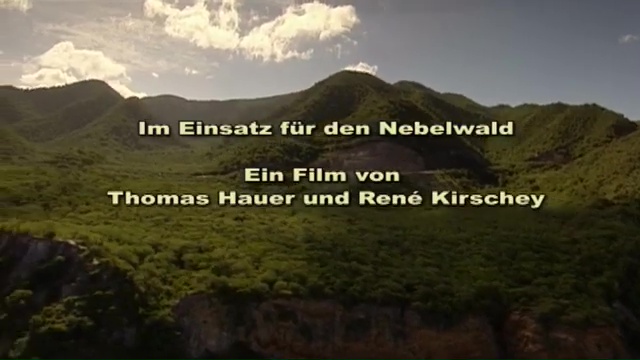 Im Einsatz für den Nebelwald
Ein Film von
Thomas Hauer und René Kirschey